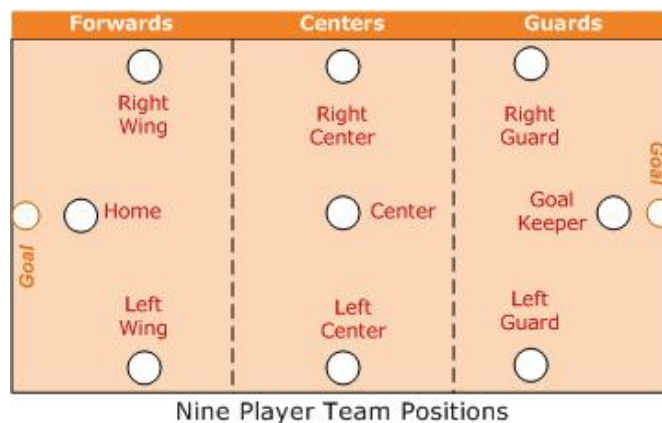 Forwards Centers Guards
Right
Wing
Right
Center
Right
Guard
Goal
Home
Center
Goal
Keeper
Goal
Left
Wing
Left
Center
Left
Guard
Nine Player Team Positions